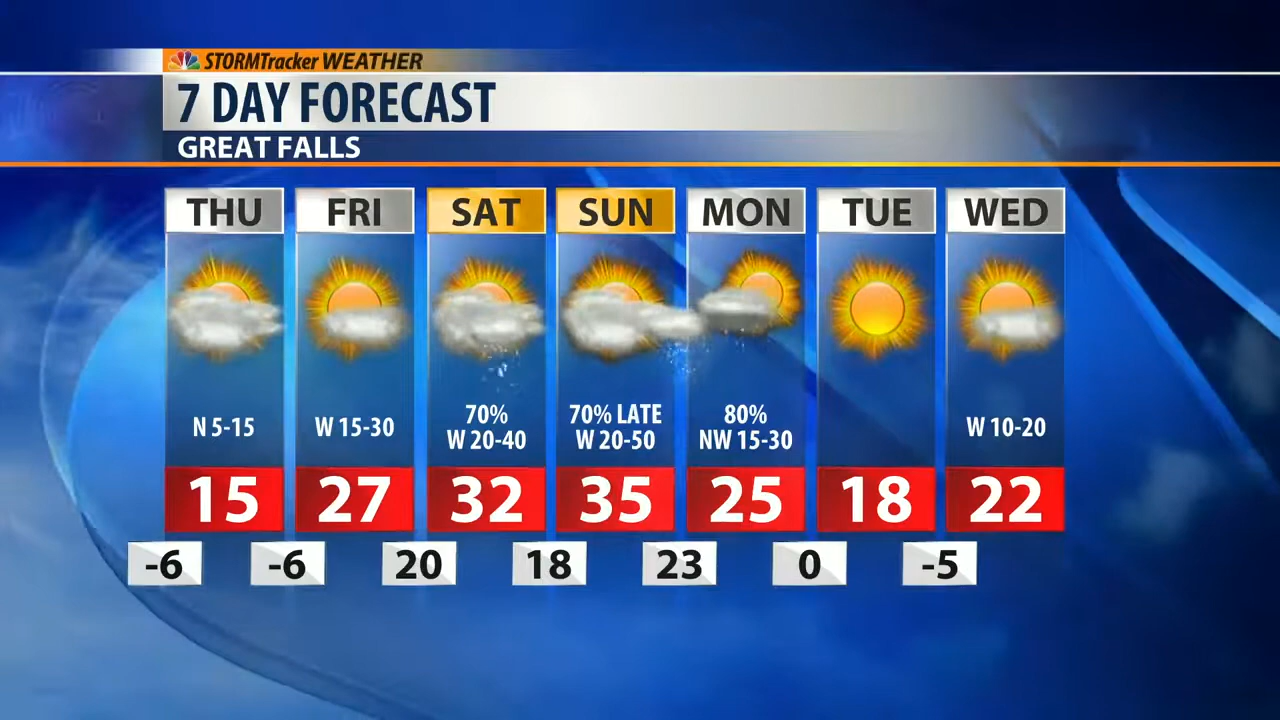 STORMTracker WEATHER
7 DAY FORECAST
GREAT FALLS
THU FRI SAT SUN MON TUE WED
N 5-15 W 15-30 70% 70% LATE 80% W 10-20
W 20-40 W 20-50 NW 15-30
15 27 32 35 25 18 22
-6 -6 20 18 23 0 -5